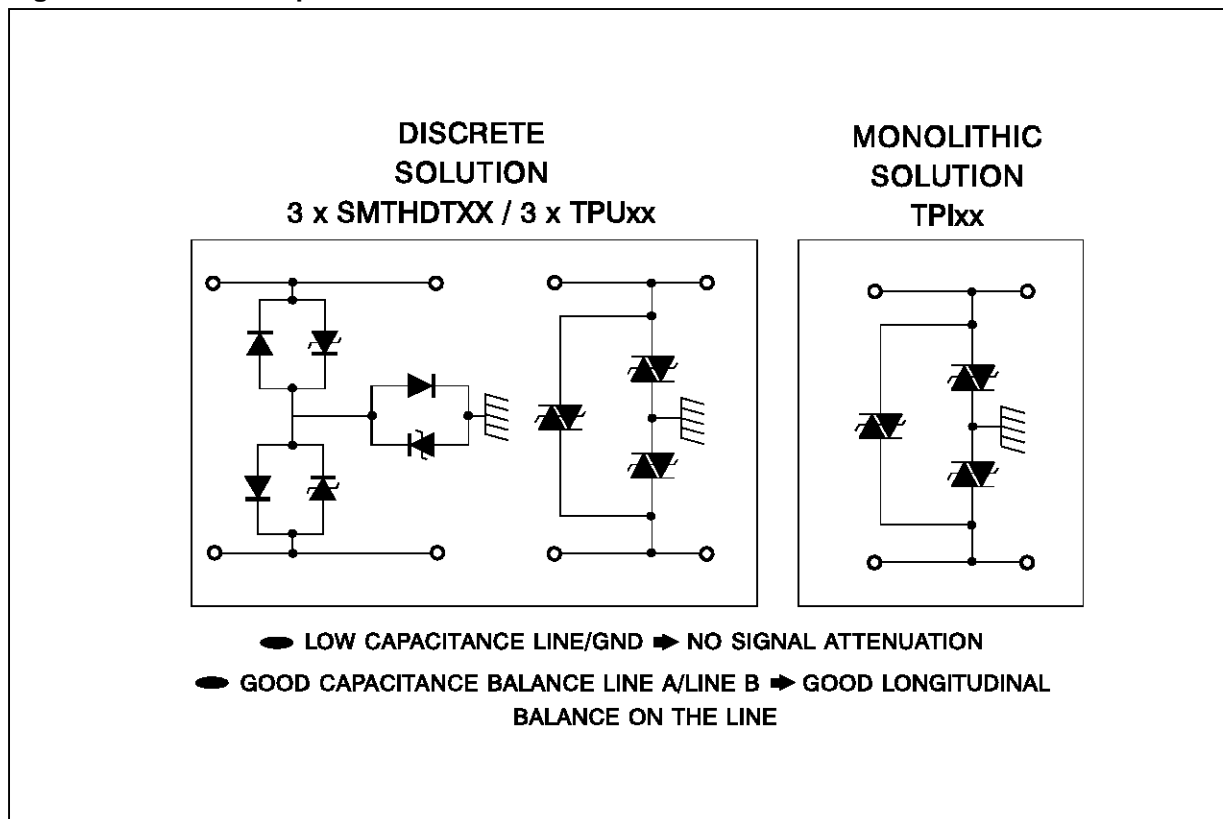 DISCRETE
SOLUTION
3 x SMTHDTXX / 3 x TPUxx
MONOLITHIC
SOLUTION
TPIxx
LOW CAPACITANCE LINE/GND ➡ NO SIGNAL ATTENUATION
GOOD CAPACITANCE BALANCE LINE A/LINE B ➡ GOOD LONGITUDINAL
BALANCE ON THE LINE